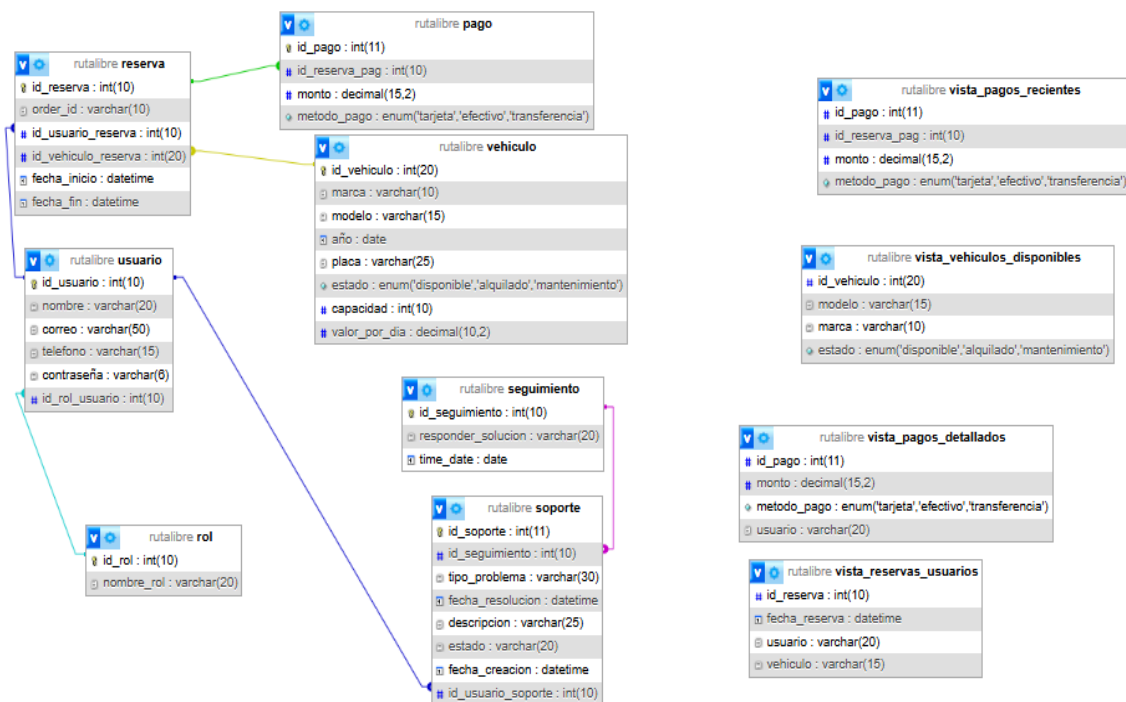 rutalibre reserva
id_reserva : int(10)
order_id : varchar(10)
id_usuario_reserva : int(10)
id_vehiculo_reserva : int(20)
fecha_inicio : datetime
fecha_fin : datetime
rutalibre pago
id_pago : int(11)
id_reserva_pag : int(10)
monto : decimal(15,2)
metodo_pago : enum('tarjeta','efectivo','transferencia')
rutalibre vehiculo
id_vehiculo : int(20)
marca : varchar(10)
modelo : varchar(15)
año : date
placa : varchar(25)
estado : enum('disponible','alquilado','mantenimiento')
capacidad : int(10)
valor_por_dia : decimal(10,2)
rutalibre usuario
id_usuario : int(10)
nombre : varchar(20)
correo : varchar(50)
telefono : varchar(15)
contraseña : varchar(6)
id_rol_usuario : int(10)
rutalibre seguimiento
id_seguimiento : int(10)
responder_solucion : varchar(20)
time_date : date
rutalibre soporte
id_soporte : int(11)
id_seguimiento : int(10)
tipo_problema : varchar(30)
fecha_resolucion : datetime
descripcion : varchar(25)
estado : varchar(20)
fecha_creacion : datetime
id_usuario_soporte : int(10)
rutalibre rol
id_rol : int(10)
nombre_rol : varchar(20)
rutalibre vista_pagos_recientes
id_pago : int(11)
id_reserva_pag : int(10)
monto : decimal(15,2)
metodo_pago : enum('tarjeta','efectivo','transferencia')
rutalibre vista_vehiculos_disponibles
id_vehiculo : int(20)
modelo : varchar(15)
marca : varchar(10)
estado : enum('disponible','alquilado','mantenimiento')
rutalibre vista_pagos_detallados
id_pago : int(11)
monto : decimal(15,2)
metodo_pago : enum('tarjeta','efectivo','transferencia')
usuario : varchar(20)
rutalibre vista_reservas_usuarios
id_reserva : int(10)
fecha_reserva : datetime
usuario : varchar(20)
vehiculo : varchar(15)